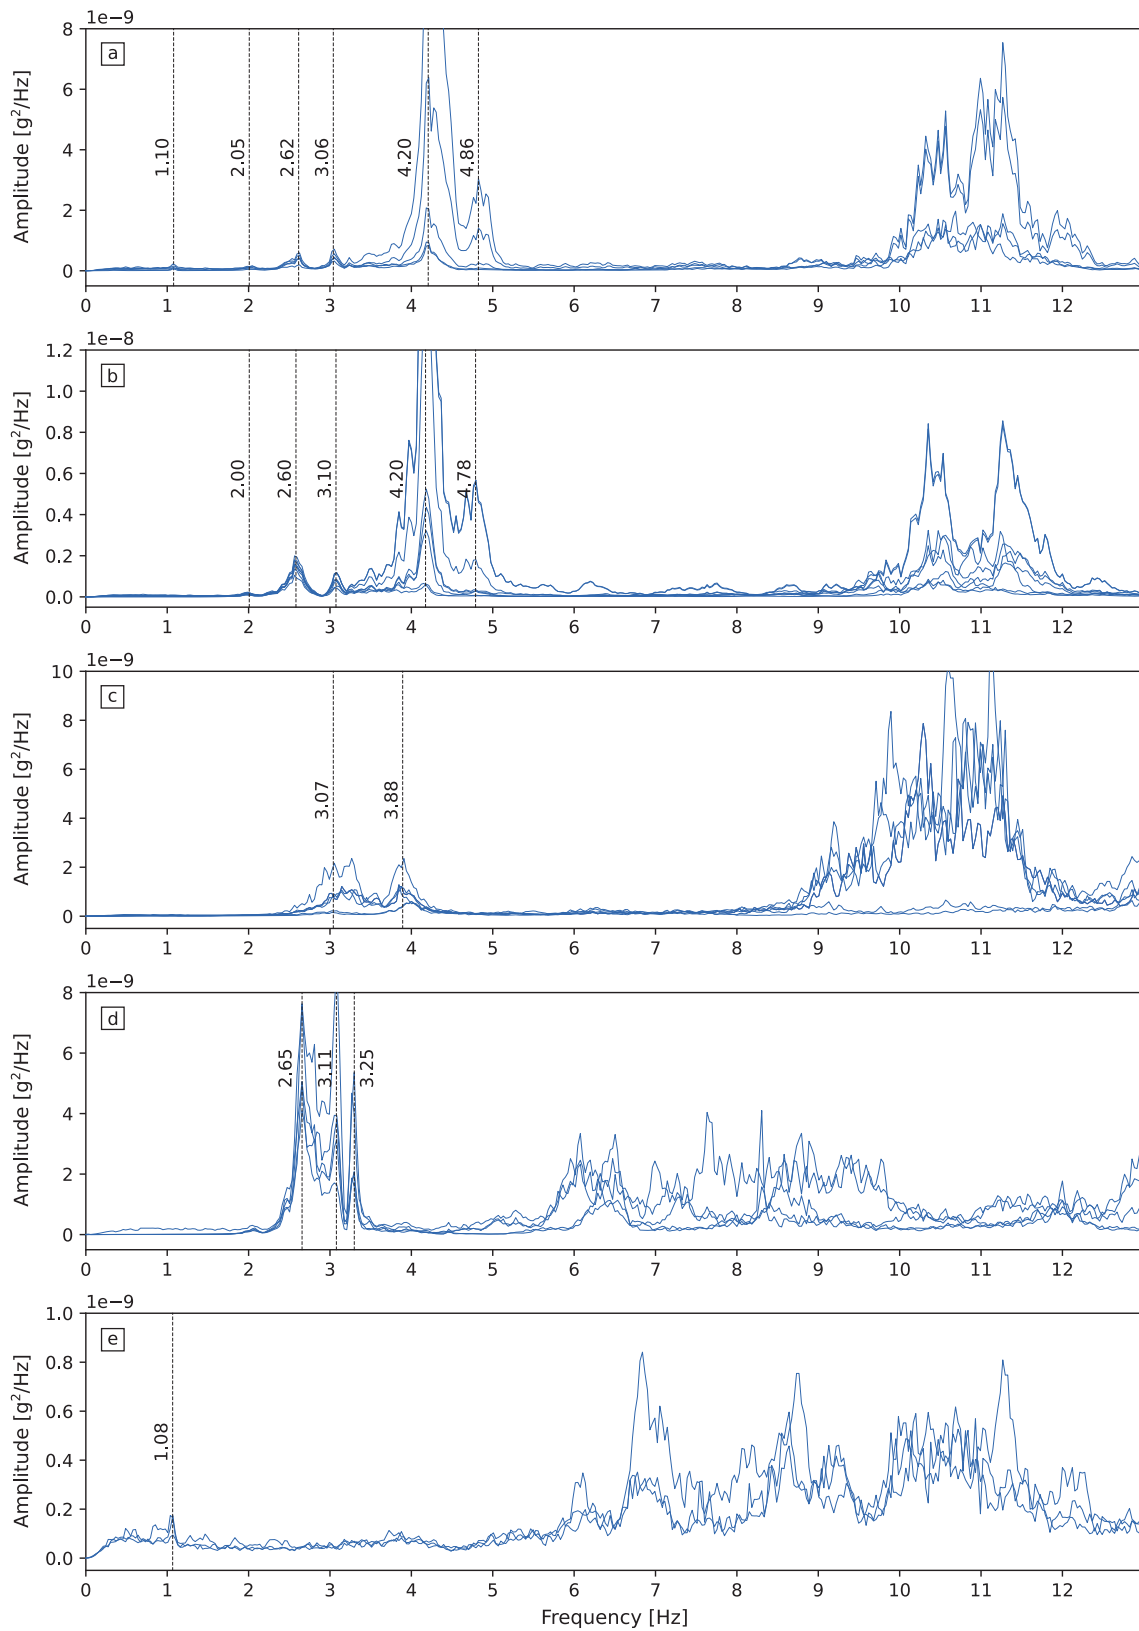 1e−9
a
Amplitude [g²/Hz]
8
6
4
2
0
1.10
2.05
2.62
3.06
4.20
4.86
0 1 2 3 4 5 6 7 8 9 10 11 12
1e−8
b
Amplitude [g²/Hz]
1.2
1.0
0.8
0.6
0.4
0.2
0.0
2.00
2.60
3.10
4.20
4.78
0 1 2 3 4 5 6 7 8 9 10 11 12
1e−9
c
Amplitude [g²/Hz]
10
8
6
4
2
0
3.07
3.88
0 1 2 3 4 5 6 7 8 9 10 11 12
1e−9
d
Amplitude [g²/Hz]
8
6
4
2
0
2.65
3.11
3.25
0 1 2 3 4 5 6 7 8 9 10 11 12
1e−9
e
Amplitude [g²/Hz]
1.0
0.8
0.6
0.4
0.2
0.0
1.08
0 1 2 3 4 5 6 7 8 9 10 11 12
Frequency [Hz]